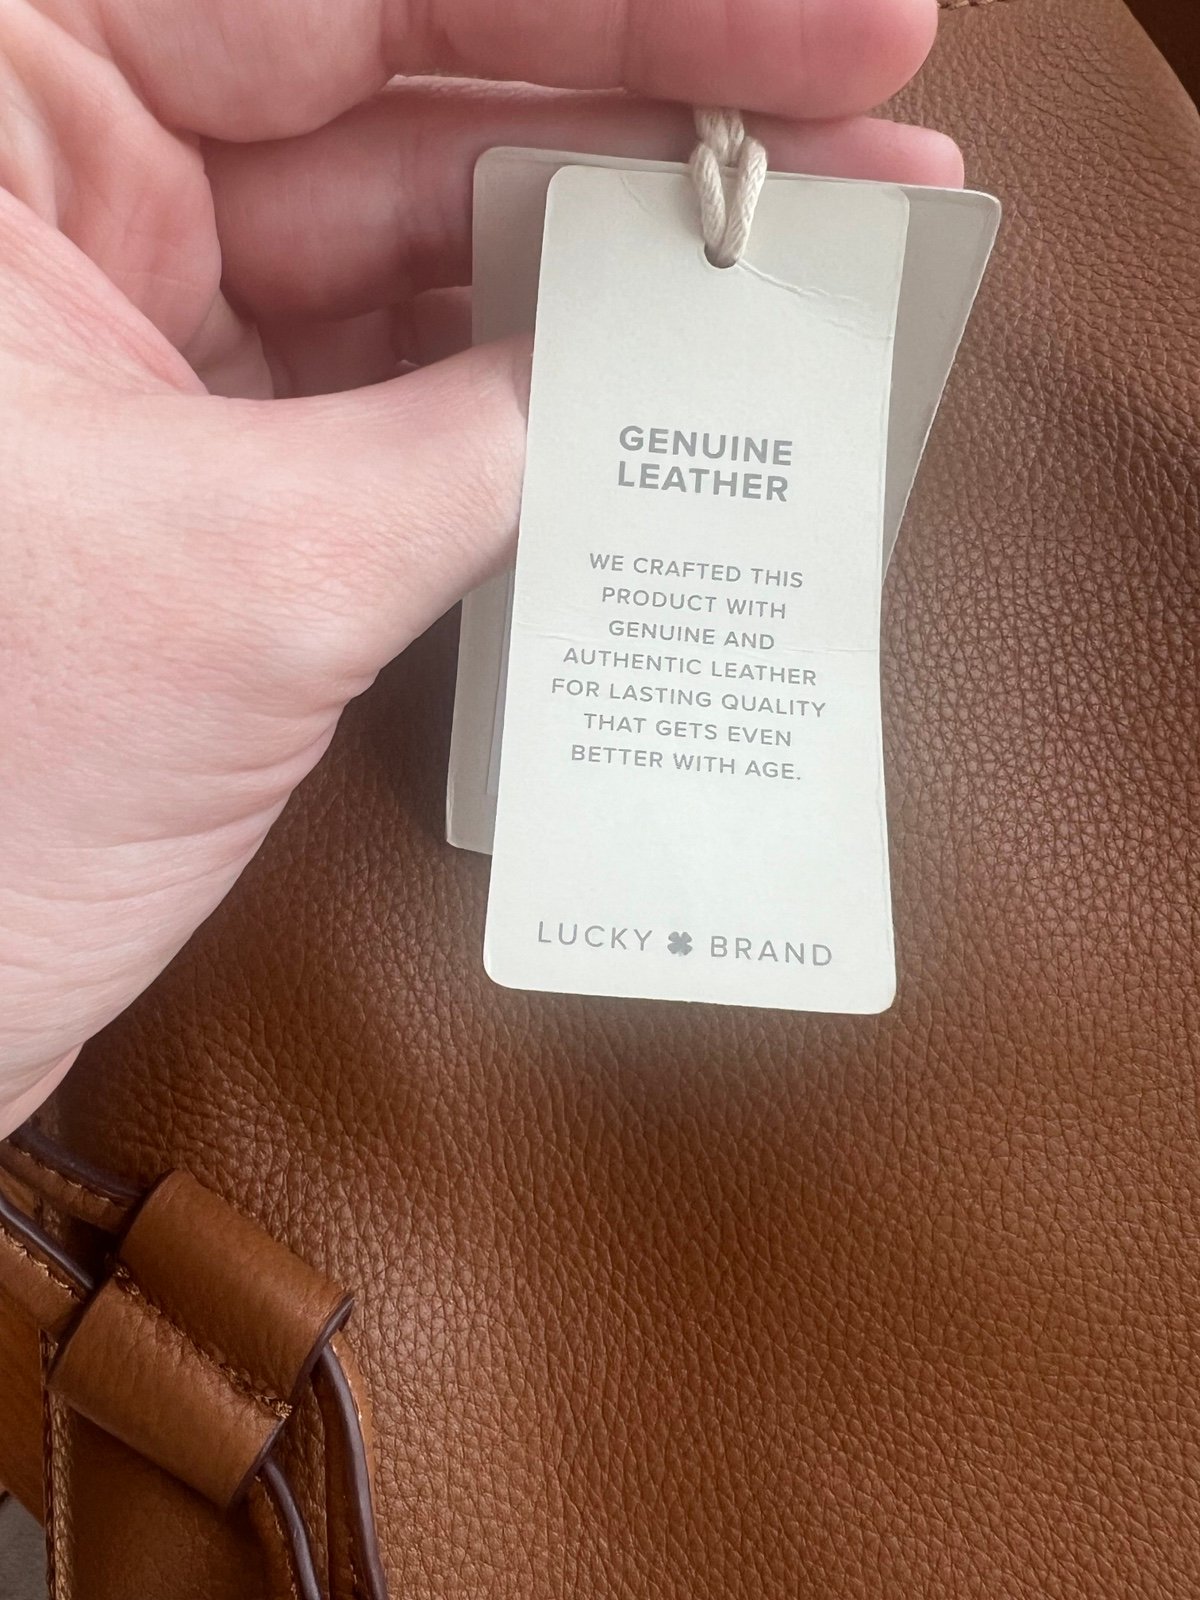 GENUINE
LEATHER
WE CRAFTED THIS
PRODUCT WITH
GENUINE AND
AUTHENTIC LEATHER
FOR LASTING QUALITY
THAT GETS EVEN
BETTER WITH AGE.
LUCKY BRAND